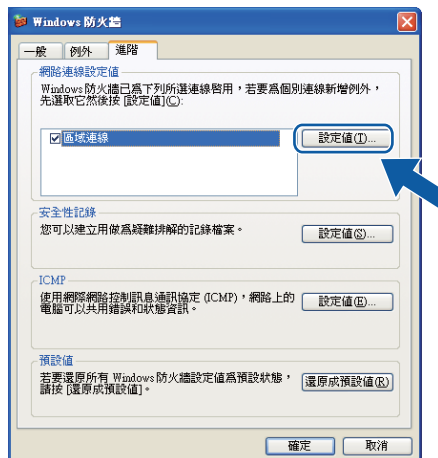 Windows 防火牆
一般 例外 進階
網路連線設定值
Windows 防火牆已為下列所選連線啓用，若要為個別連線新增例外，
先選取它然後按 [設定值](C):
區域連線
設定值(T)...
安全性記錄
您可以建立用做為疑難排解的記錄檔案。
設定值(S)...
ICMP
使用網際網路控制訊息通訊協定 (ICMP)，網路上的
電腦可以共用錯誤和狀態資訊。
設定值(E)...
預設值
若要還原所有 Windows 防火牆設定值為預設狀態，
請按 [還原成預設值]。
還原成預設值(R)
確定 取消